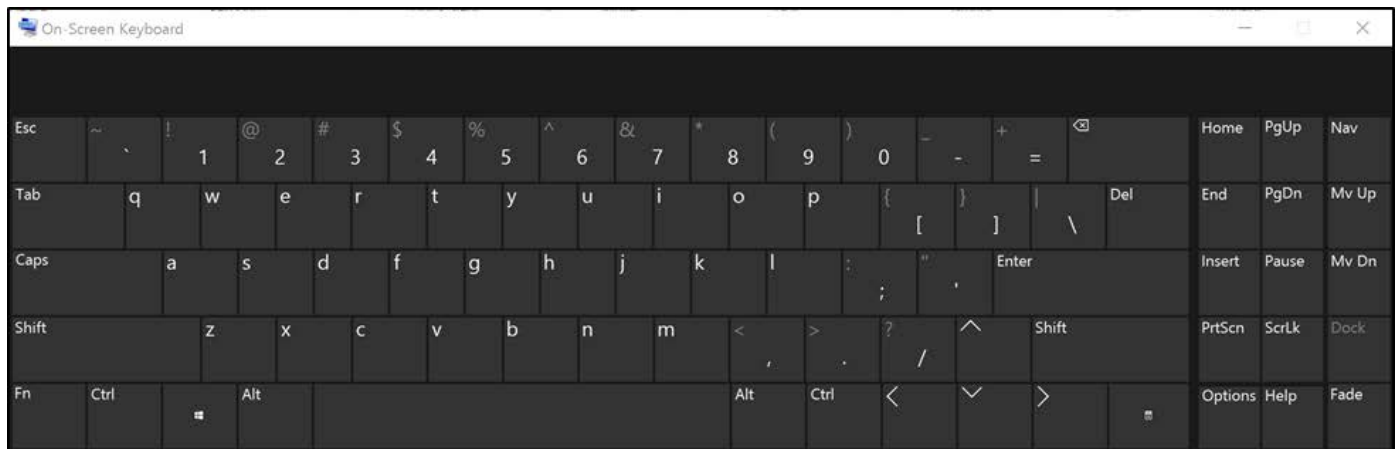 On-Screen Keyboard
Esc ~ ` ! 1 @ 2 # 3 $ 4 % 5 ^ 6 & 7 * 8 ( 9 ) 0 _ - + = Home PgUp Nav
Tab q w e r t y u i o p { [ } ] | \ Del End PgDn Mv Up
Caps a s d f g h j k l : ; " ' Enter Insert Pause Mv Dn
Shift z x c v b n m < , > . ? / Shift PrtScn ScrLk Dock
Fn Ctrl Alt Alt Ctrl Options Help Fade